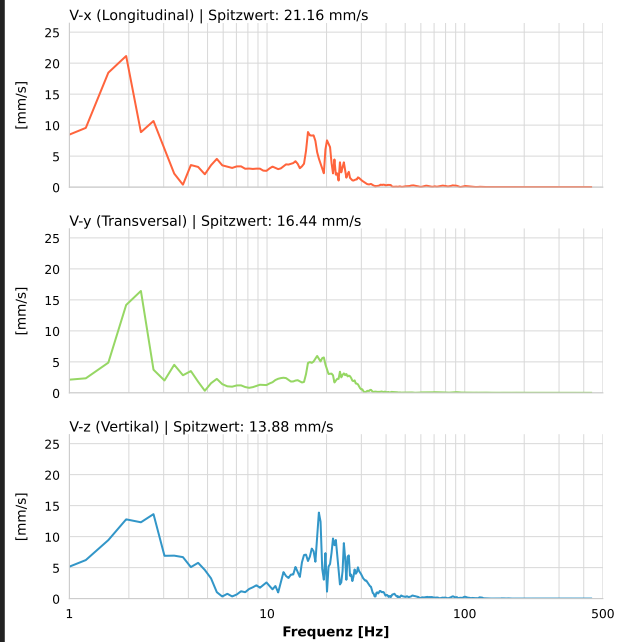 V-x (Longitudinal) | Spitzwert: 21.16 mm/s
25
20
15
10
5
0
[mm/s]
V-y (Transversal) | Spitzwert: 16.44 mm/s
25
20
15
10
5
0
[mm/s]
V-z (Vertikal) | Spitzwert: 13.88 mm/s
25
20
15
10
5
0
[mm/s]
1 10 100 500
Frequenz [Hz]